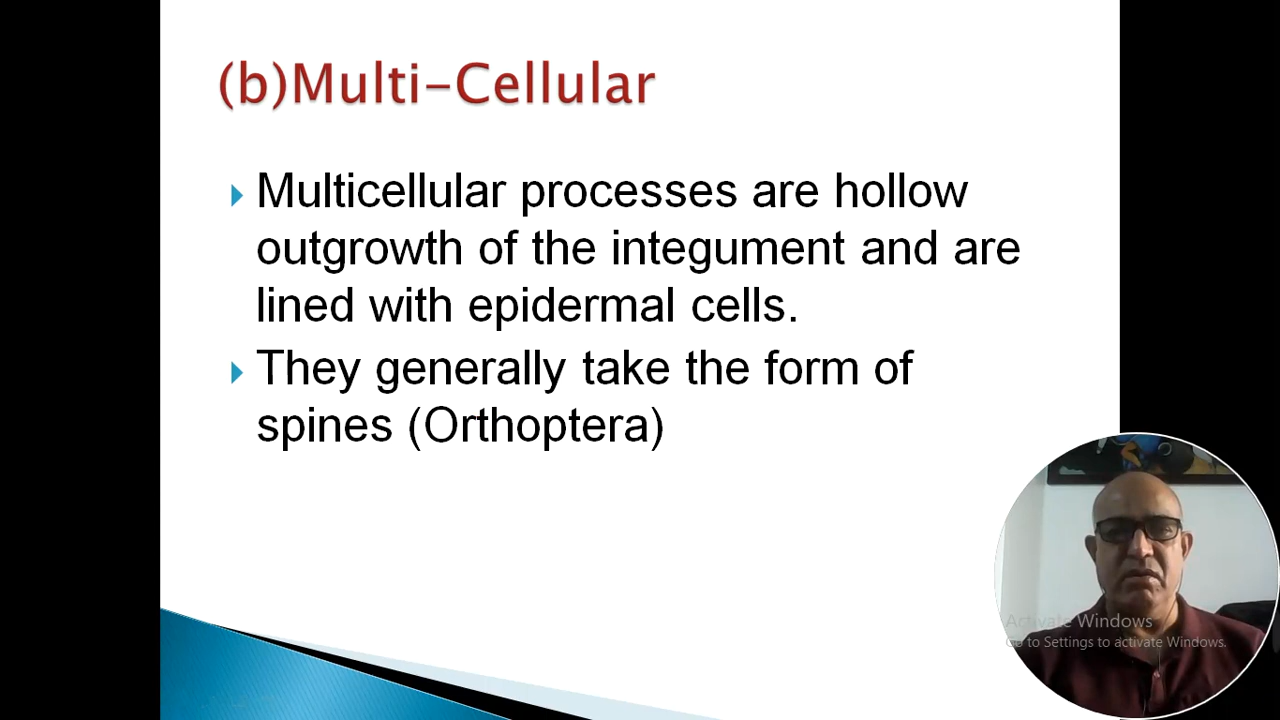 (b)Multi-Cellular
Multicellular processes are hollow
outgrowth of the integument and are
lined with epidermal cells.
They generally take the form of
spines (Orthoptera)
Activate Windows
Go to Settings to activate Windows.